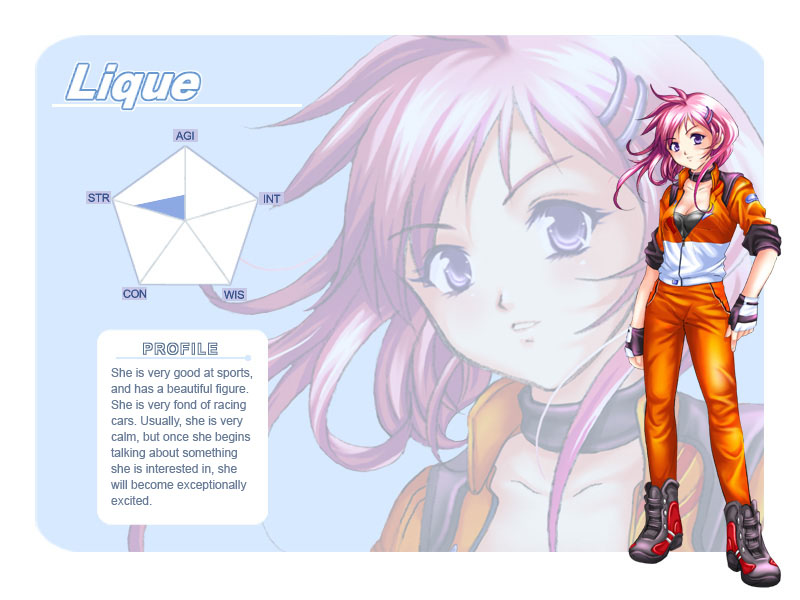 Lique
AGI
STR
INT
CON
WIS
PROFILE
She is very good at sports,
and has a beautiful figure.
She is very fond of racing
cars. Usually, she is very
calm, but once she begins
talking about something
she is interested in, she
will become exceptionally
excited.